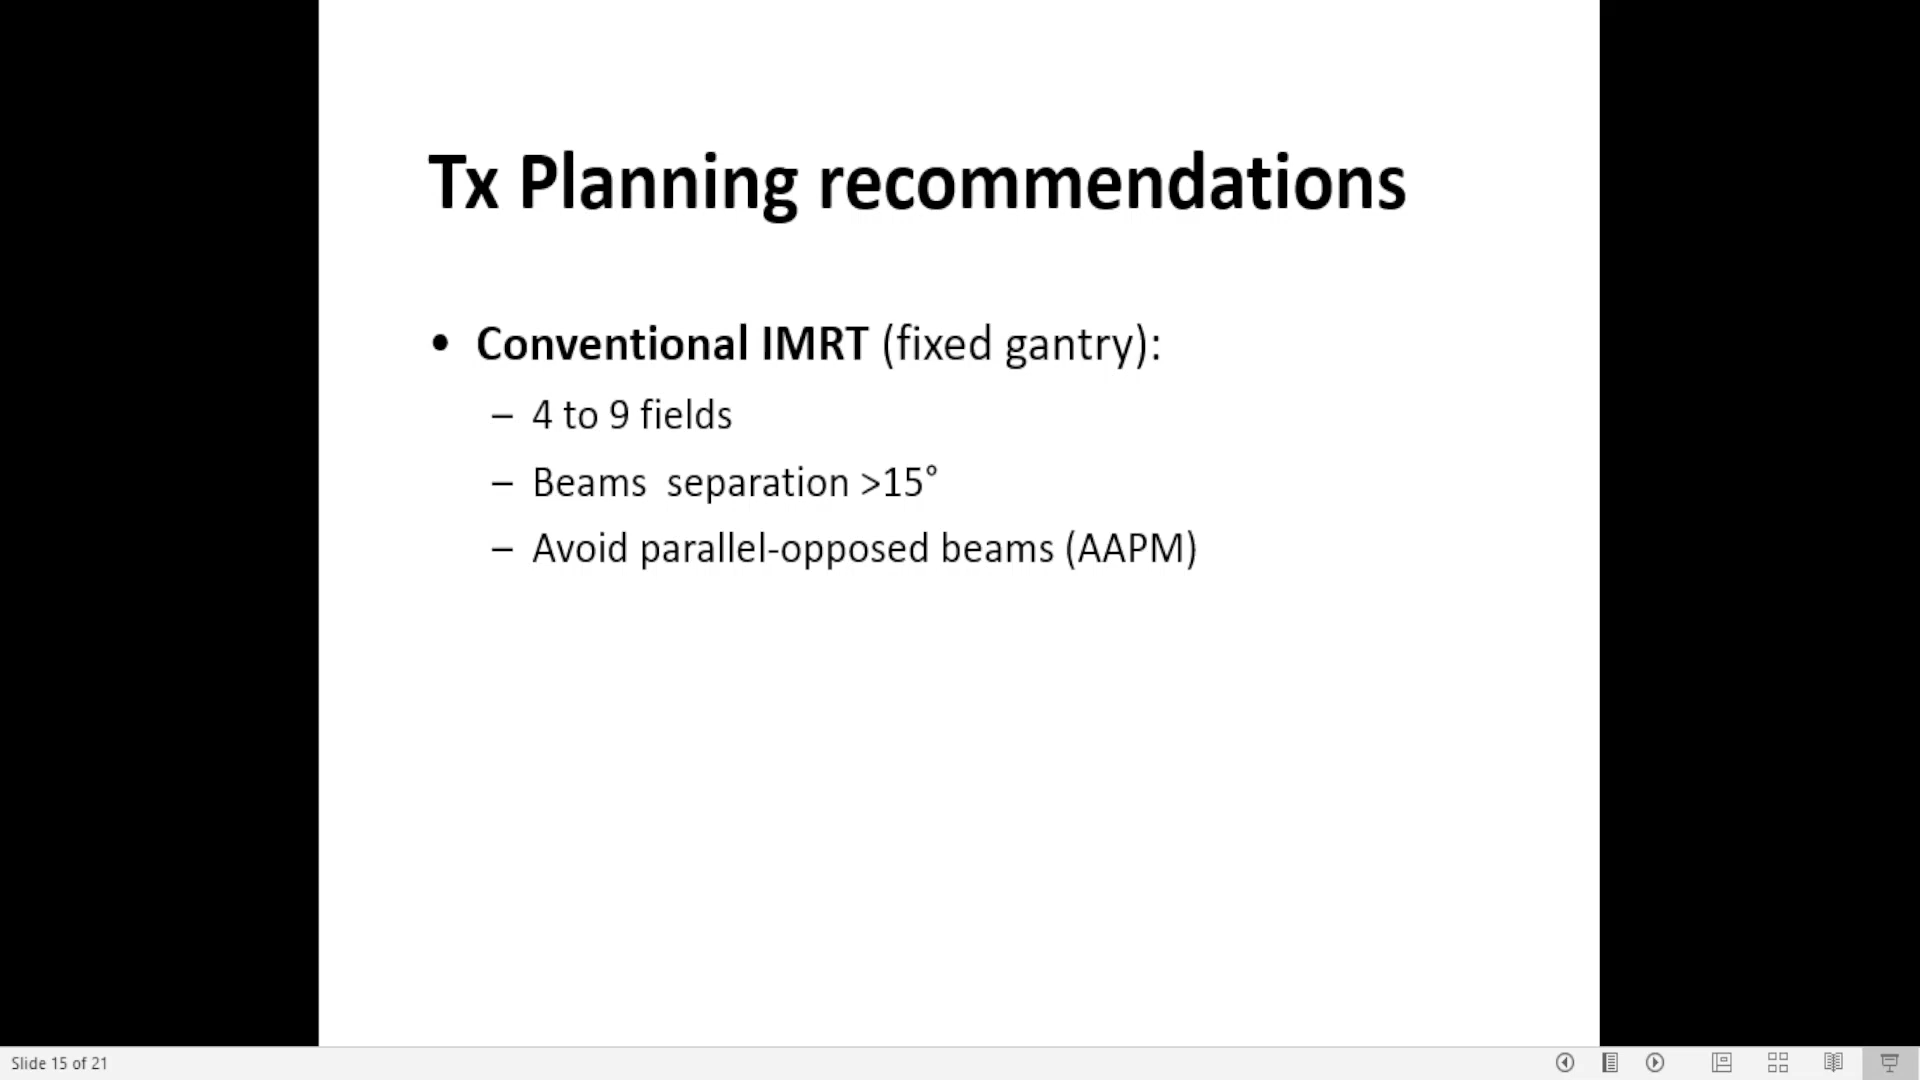 Tx Planning recommendations
• Conventional IMRT (fixed gantry):
– 4 to 9 fields
– Beams separation >15°
– Avoid parallel-opposed beams (AAPM)
Slide 15 of 21